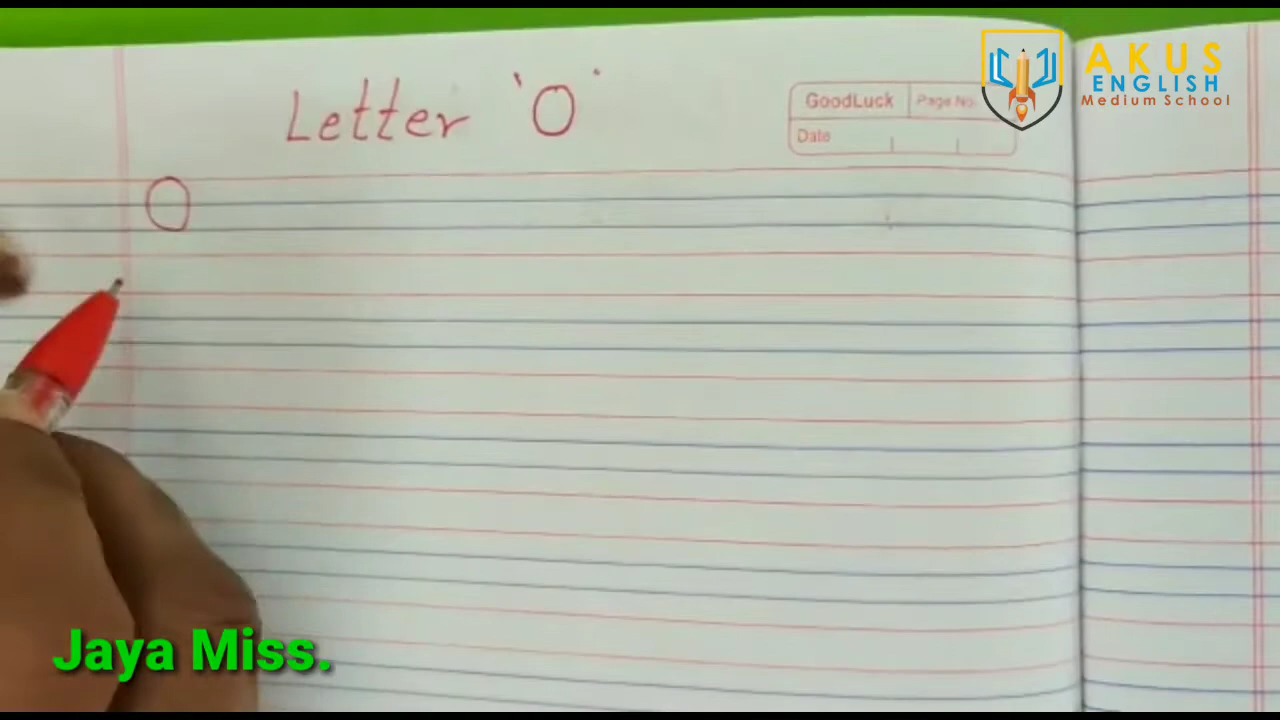 Letter 'O'
GoodLuck Page No.
Date
AKUS
ENGLISH
Medium School
O
Jaya Miss.